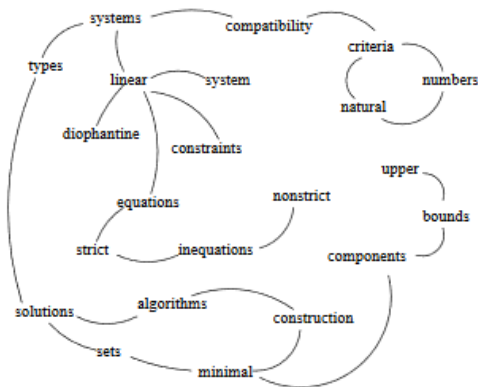 systems
compatibility
criteria
types
linear
system
numbers
natural
diophantine
constraints
upper
equations
nonstrict
bounds
strict
inequations
components
solutions
algorithms
construction
sets
minimal